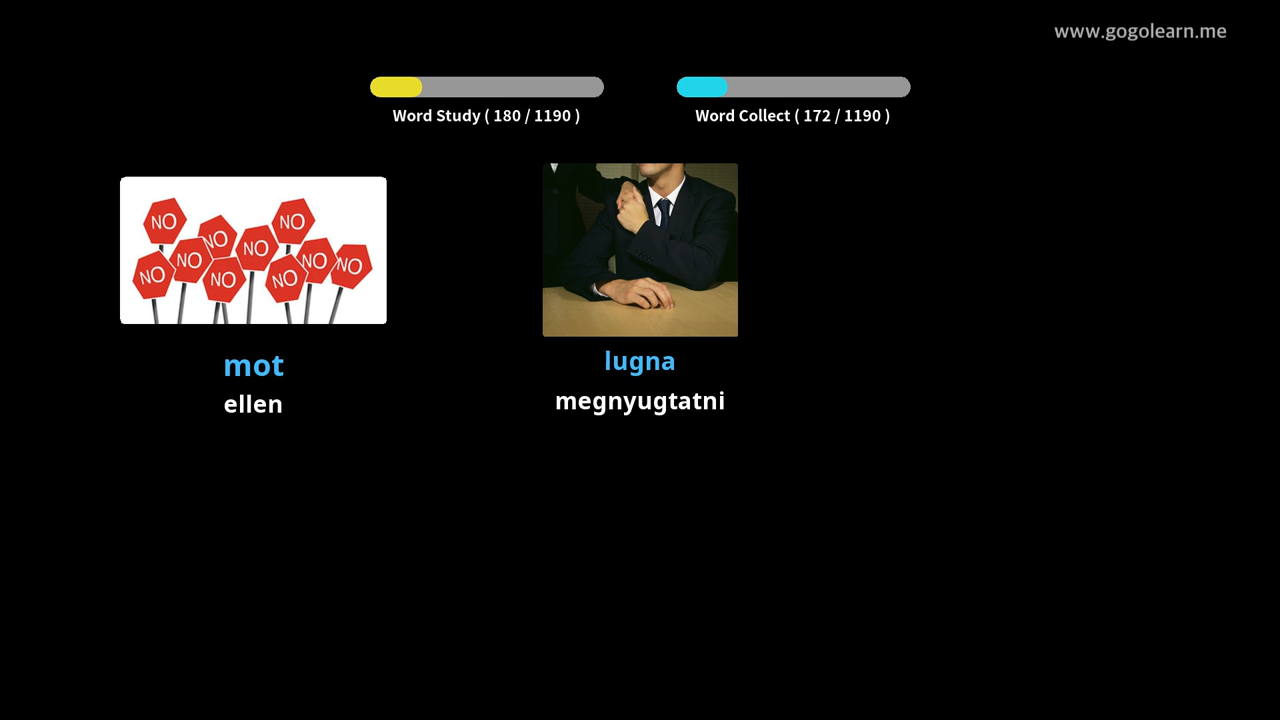 www.gogolearn.me
Word Study ( 180 / 1190 )
Word Collect ( 172 / 1190 )
NO
NO
NO
NO
NO
NO
NO
NO
NO
NO
mot
ellen
lugna
megnyugtatni